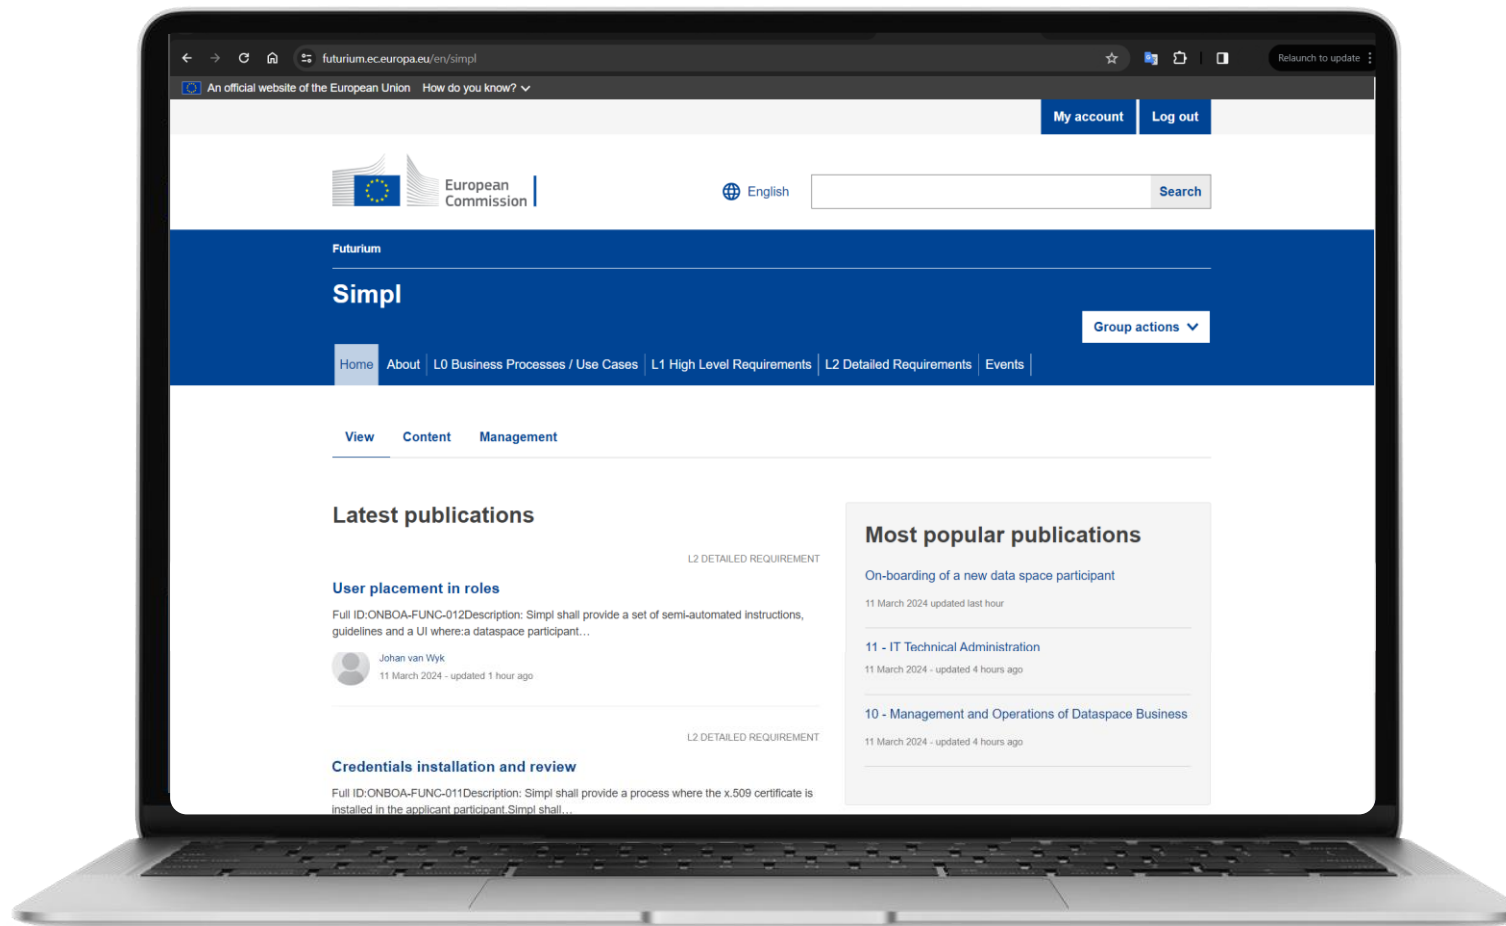 futurium.ec.europa.eu/en/simpl
Relaunch to update
An official website of the European Union How do you know?
My account Log out
European
Commission
English
Search
Futurium
Simpl
Group actions
Home About L0 Business Processes / Use Cases L1 High Level Requirements L2 Detailed Requirements Events
View Content Management
Latest publications
L2 DETAILED REQUIREMENT
User placement in roles
Full ID:ONBOA-FUNC-012Description: Simpl shall provide a set of semi-automated instructions,
guidelines and a UI where:a dataspace participant…
Johan van Wyk
11 March 2024 - updated 1 hour ago
L2 DETAILED REQUIREMENT
Credentials installation and review
Full ID:ONBOA-FUNC-011Description: Simpl shall provide a process where the x.509 certificate is
installed in the applicant participant.Simpl shall…
Most popular publications
On-boarding of a new data space participant
11 March 2024 updated last hour
11 - IT Technical Administration
11 March 2024 - updated 4 hours ago
10 - Management and Operations of Dataspace Business
11 March 2024 - updated 4 hours ago